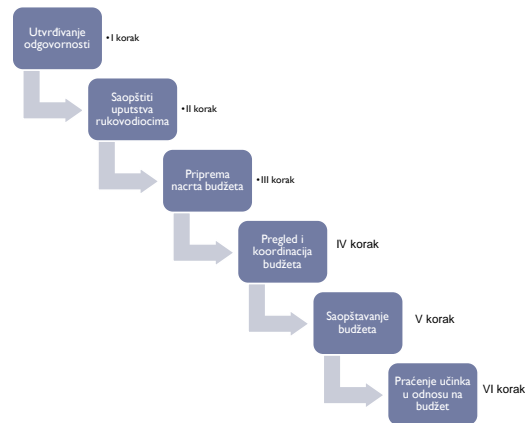 Utvrđivanje
odgovornosti
• I korak
Saopštiti
uputstva
rukovodiocima
• II korak
Priprema
nacrta budžeta
• III korak
Pregled i
koordinacija
budžeta
IV korak
Saopštavanje
budžeta
V korak
Praćenje učinka
u odnosu na
budžet
VI korak